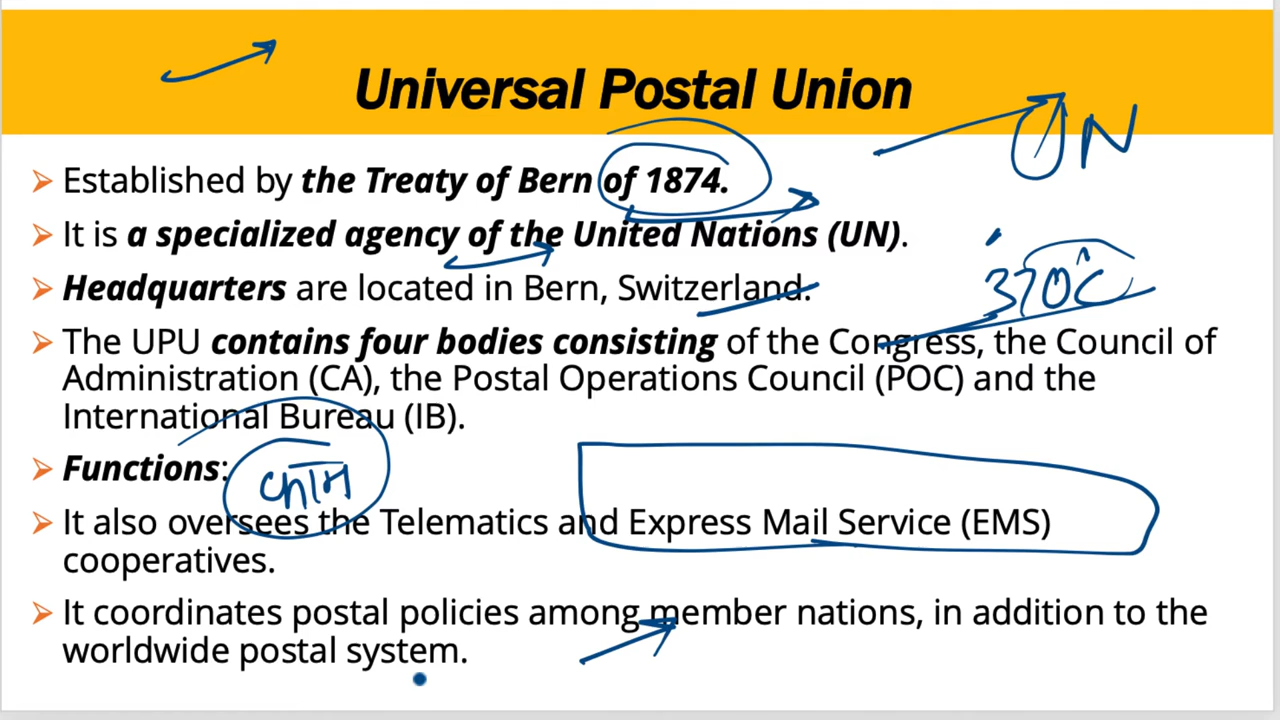 Universal Postal Union
UN
➢ Established by the Treaty of Bern of 1874.
➢ It is a specialized agency of the United Nations (UN).
➢ Headquarters are located in Bern, Switzerland.
➢ The UPU contains four bodies consisting of the Congress, the Council of
Administration (CA), the Postal Operations Council (POC) and the
International Bureau (IB).
➢ Functions:
काम
➢ It also oversees the Telematics and Express Mail Service (EMS)
cooperatives.
➢ It coordinates postal policies among member nations, in addition to the
worldwide postal system.